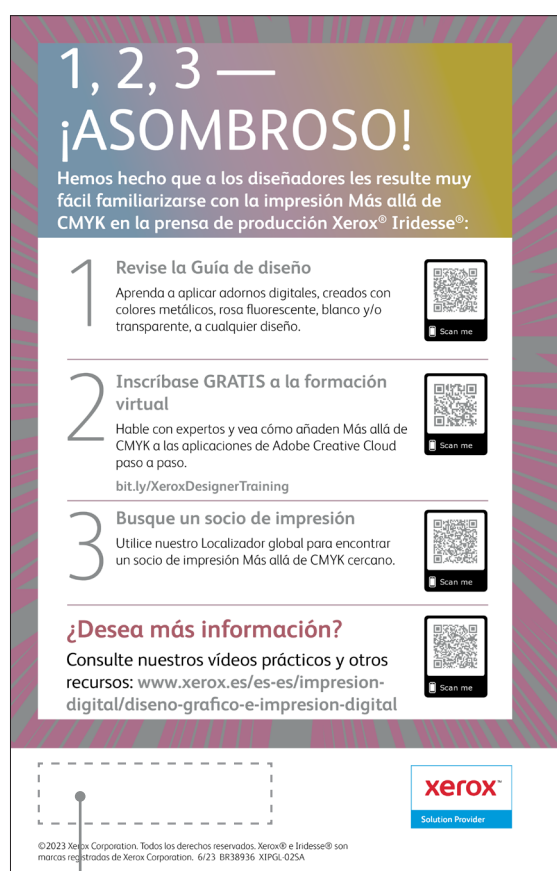 1, 2, 3 —
¡ASOMBROSO!
Hemos hecho que a los diseñadores les resulte muy
fácil familiarizarse con la impresión Más allá de
CMYK en la prensa de producción Xerox® Iridesse®:
1
Revise la Guía de diseño
Aprenda a aplicar adornos digitales, creados con
colores metálicos, rosa fluorescente, blanco y/o
transparente, a cualquier diseño.
Scan me
2
Inscríbase GRATIS a la formación
virtual
Hable con expertos y vea cómo añaden Más allá de
CMYK a las aplicaciones de Adobe Creative Cloud
paso a paso.
bit.ly/XeroxDesignerTraining
Scan me
3
Busque un socio de impresión
Utilice nuestro Localizador global para encontrar
un socio de impresión Más allá de CMYK cercano.
Scan me
¿Desea más información?
Consulte nuestros vídeos prácticos y otros
recursos: www.xerox.es/es-es/impresion-
digital/diseno-grafico-e-impresion-digital
Scan me
xerox™
Solution Provider
©2023 Xerox Corporation. Todos los derechos reservados. Xerox® e Iridesse® son
marcas registradas de Xerox Corporation. 6/23 BR38936 XIPGL-02SA